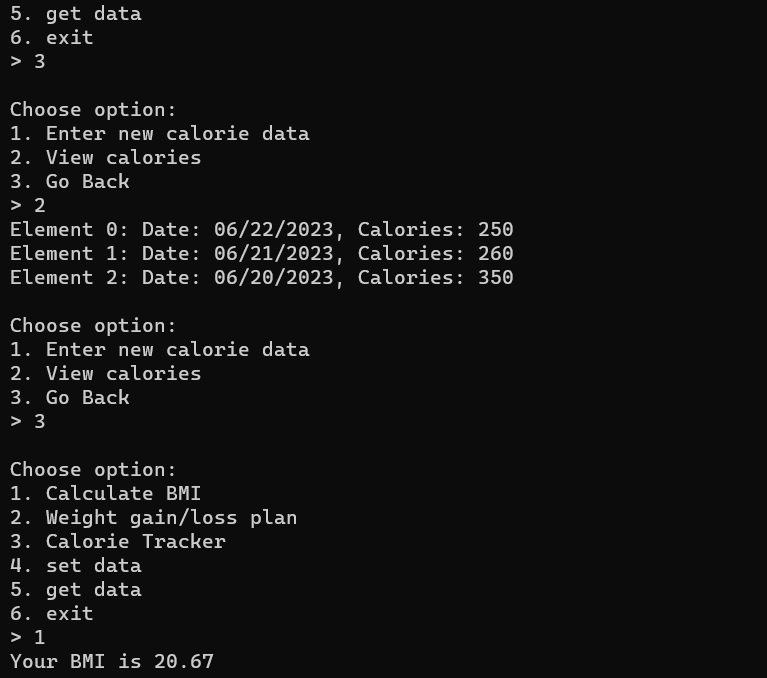 5. get data
6. exit
> 3
Choose option:
1. Enter new calorie data
2. View calories
3. Go Back
> 2
Element 0: Date: 06/22/2023, Calories: 250
Element 1: Date: 06/21/2023, Calories: 260
Element 2: Date: 06/20/2023, Calories: 350
Choose option:
1. Enter new calorie data
2. View calories
3. Go Back
> 3
Choose option:
1. Calculate BMI
2. Weight gain/loss plan
3. Calorie Tracker
4. set data
5. get data
6. exit
> 1
Your BMI is 20.67